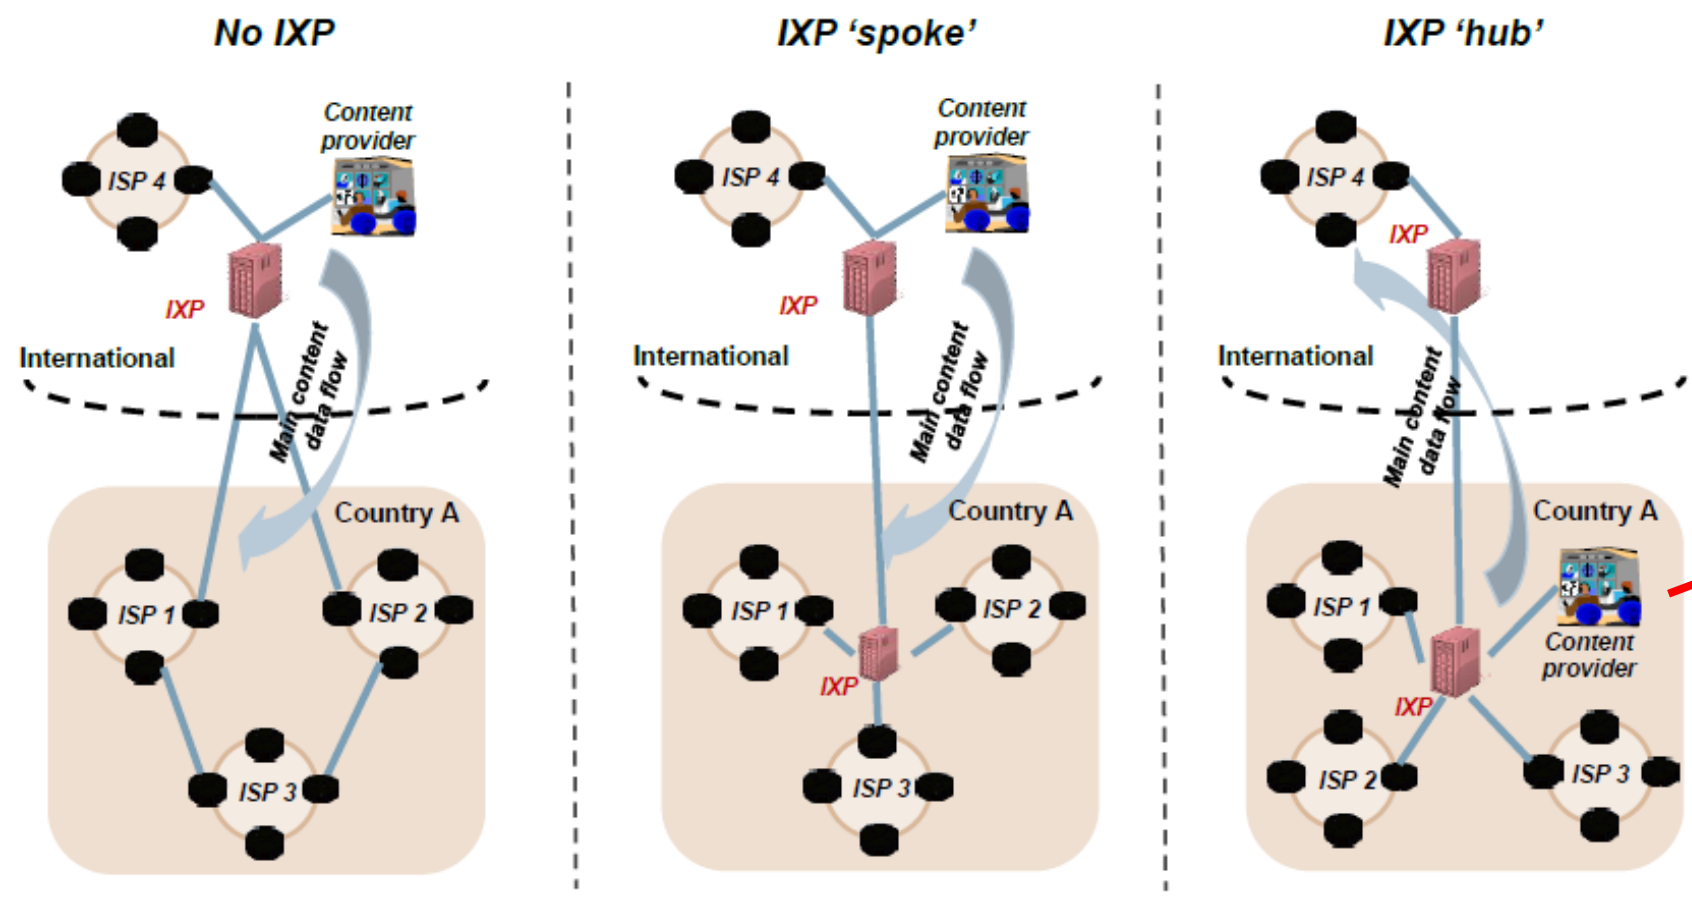 No IXP
Content
provider
ISP 4
IXP
International
Main content
data flow
Country A
ISP 1
ISP 2
ISP 3
IXP ‘spoke’
Content
provider
ISP 4
IXP
International
Main content
data flow
Country A
ISP 1
ISP 2
IXP
ISP 3
IXP ‘hub’
ISP 4
IXP
International
Main content
data flow
Country A
ISP 1
Content
provider
IXP
ISP 2
ISP 3